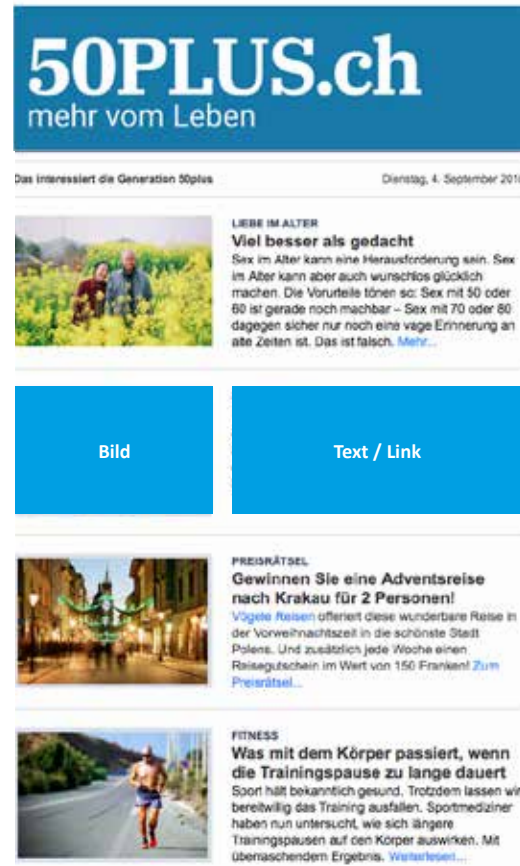 50PLUS.ch
mehr vom Leben
Das interessiert die Generation 50plus
Dienstag, 4. September 201
LIEBE IM ALTER
Viel besser als gedacht
Sex im Alter kann eine Herausforderung sein. Sex
im Alter kann aber auch wunschlos glücklich
machen. Die Vorurteile tönen so: Sex mit 50 oder
60 ist gerade noch machbar – Sex mit 70 oder 80
dagegen sicher nur noch eine vage Erinnerung an
alte Zeiten ist. Das ist falsch. Mehr...
Bild
Text / Link
PREISRÄTSEL
Gewinnen Sie eine Adventsreise
nach Krakau für 2 Personen!
Vögele Reisen offeriert diese wunderbare Reise in
der Vorweihnachtszeit in die schönste Stadt
Polens. Und zusätzlich jede Woche einen
Reisegutschein im Wert von 150 Franken! Zum
Preisrätsel...
FITNESS
Was mit dem Körper passiert, wenn
die Trainingspause zu lange dauert
Sport hält bekanntlich gesund. Trotzdem lassen wir
bereitwillig das Training ausfallen. Sportmediziner
haben nun untersucht, wie sich längere
Trainingspausen auf den Körper auswirken. Mit
überraschendem Ergebnis. Weiterlesen...